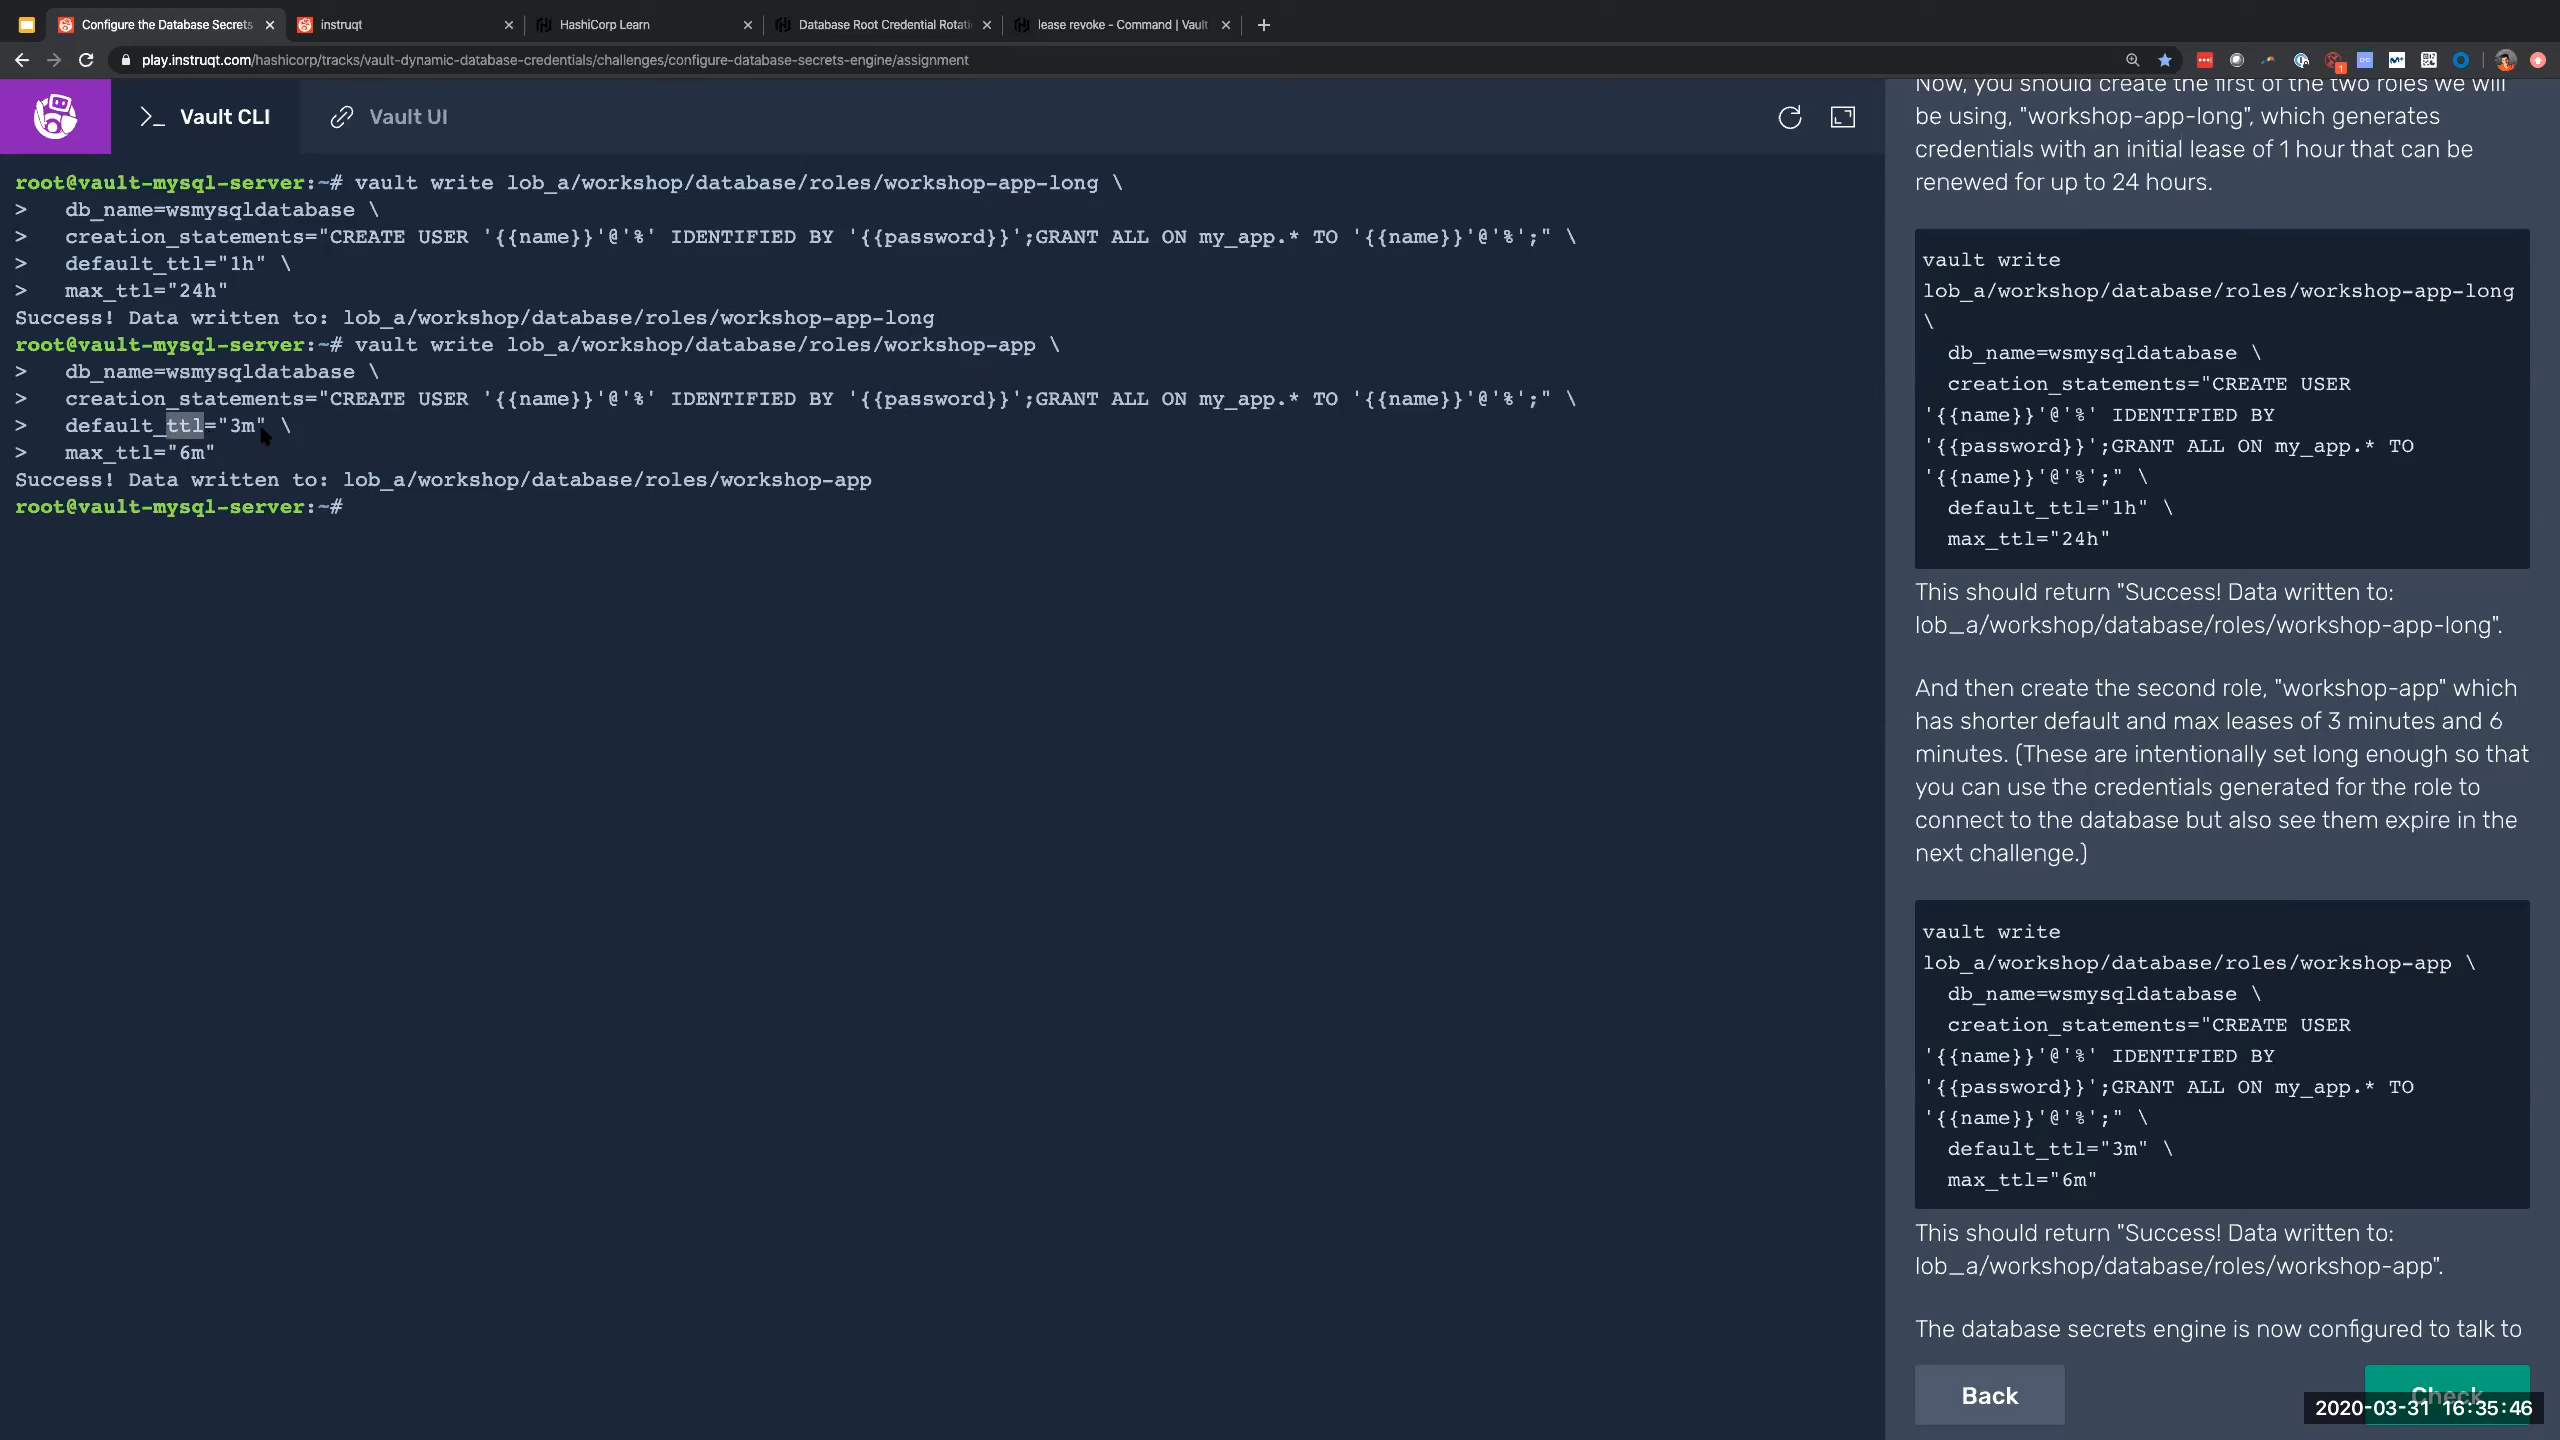 Configure the Database Secrets
instruqt
HashiCorp Learn
Database Root Credential Rotati
lease revoke - Command | Vault
play.instruqt.com/hashicorp/tracks/vault-dynamic-database-credentials/challenges/configure-database-secrets-engine/assignment
Vault CLI
Vault UI
root@vault-mysql-server:~# vault write lob_a/workshop/database/roles/workshop-app-long \
>   db_name=wsmysqldatabase \
>   creation_statements="CREATE USER '{{name}}'@'%' IDENTIFIED BY '{{password}}';GRANT ALL ON my_app.* TO '{{name}}'@'%';" \
>   default_ttl="1h" \
>   max_ttl="24h"
Success! Data written to: lob_a/workshop/database/roles/workshop-app-long
root@vault-mysql-server:~# vault write lob_a/workshop/database/roles/workshop-app \
>   db_name=wsmysqldatabase \
>   creation_statements="CREATE USER '{{name}}'@'%' IDENTIFIED BY '{{password}}';GRANT ALL ON my_app.* TO '{{name}}'@'%';" \
>   default_ttl="3m" \
>   max_ttl="6m"
Success! Data written to: lob_a/workshop/database/roles/workshop-app
root@vault-mysql-server:~#
Now, you should create the first of the two roles we will
be using, "workshop-app-long", which generates
credentials with an initial lease of 1 hour that can be
renewed for up to 24 hours.
vault write
lob_a/workshop/database/roles/workshop-app-long
\
db_name=wsmysqldatabase \
creation_statements="CREATE USER
'{{name}}'@'%' IDENTIFIED BY
'{{password}}';GRANT ALL ON my_app.* TO
'{{name}}'@'%';" \
default_ttl="1h" \
max_ttl="24h"
This should return "Success! Data written to:
lob_a/workshop/database/roles/workshop-app-long".
And then create the second role, "workshop-app" which
has shorter default and max leases of 3 minutes and 6
minutes. (These are intentionally set long enough so that
you can use the credentials generated for the role to
connect to the database but also see them expire in the
next challenge.)
vault write
lob_a/workshop/database/roles/workshop-app \
db_name=wsmysqldatabase \
creation_statements="CREATE USER
'{{name}}'@'%' IDENTIFIED BY
'{{password}}';GRANT ALL ON my_app.* TO
'{{name}}'@'%';" \
default_ttl="3m" \
max_ttl="6m"
This should return "Success! Data written to:
lob_a/workshop/database/roles/workshop-app".
The database secrets engine is now configured to talk to
Back
Check
2020-03-31 16:35:46